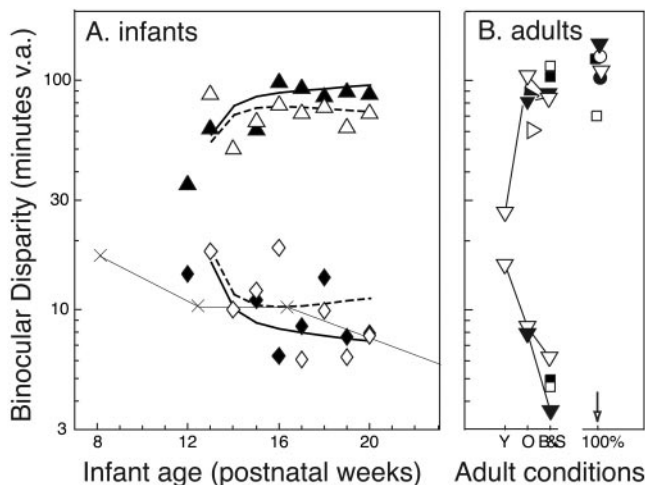 A. infants
B. adults
Binocular Disparity (minutes v.a.)
100
30
10
3
8 12 16 20
Y O B&S 100%
Infant age (postnatal weeks)
Adult conditions